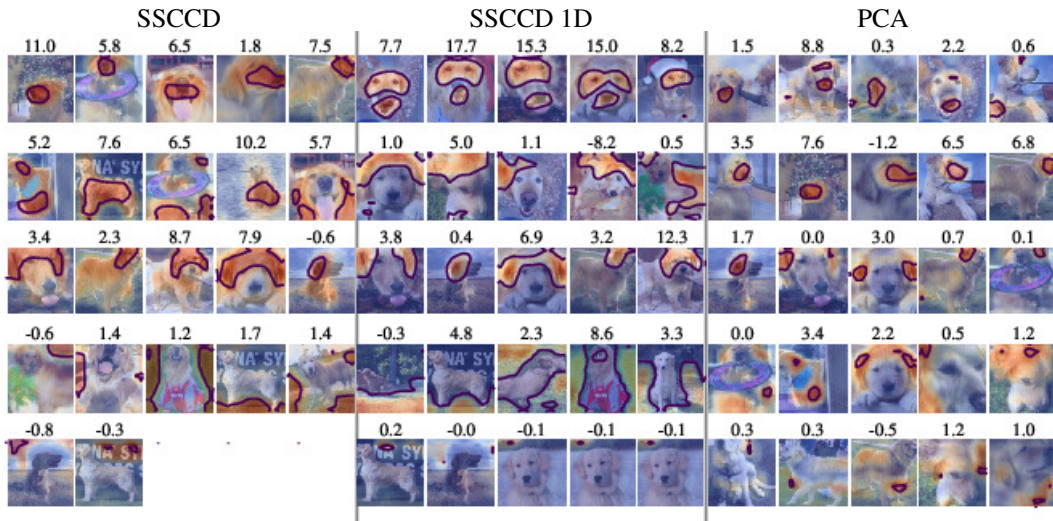 SSCCD SSCCD 1D PCA
11.0 5.8 6.5 1.8 7.5 7.7 17.7 15.3 15.0 8.2 1.5 8.8 0.3 2.2 0.6
5.2 7.6 6.5 10.2 5.7 1.0 5.0 1.1 -8.2 0.5 3.5 7.6 -1.2 6.5 6.8
NA' SY
3.4 2.3 8.7 7.9 -0.6 3.8 0.4 6.9 3.2 12.3 1.7 0.0 3.0 0.7 0.1
-0.6 1.4 1.2 1.7 1.4 -0.3 4.8 2.3 8.6 3.3 0.0 3.4 2.2 0.5 1.2
NA' SY NA' SY
-0.8 -0.3 0.2 -0.0 -0.1 -0.1 -0.1 0.3 0.3 -0.5 1.2 1.0